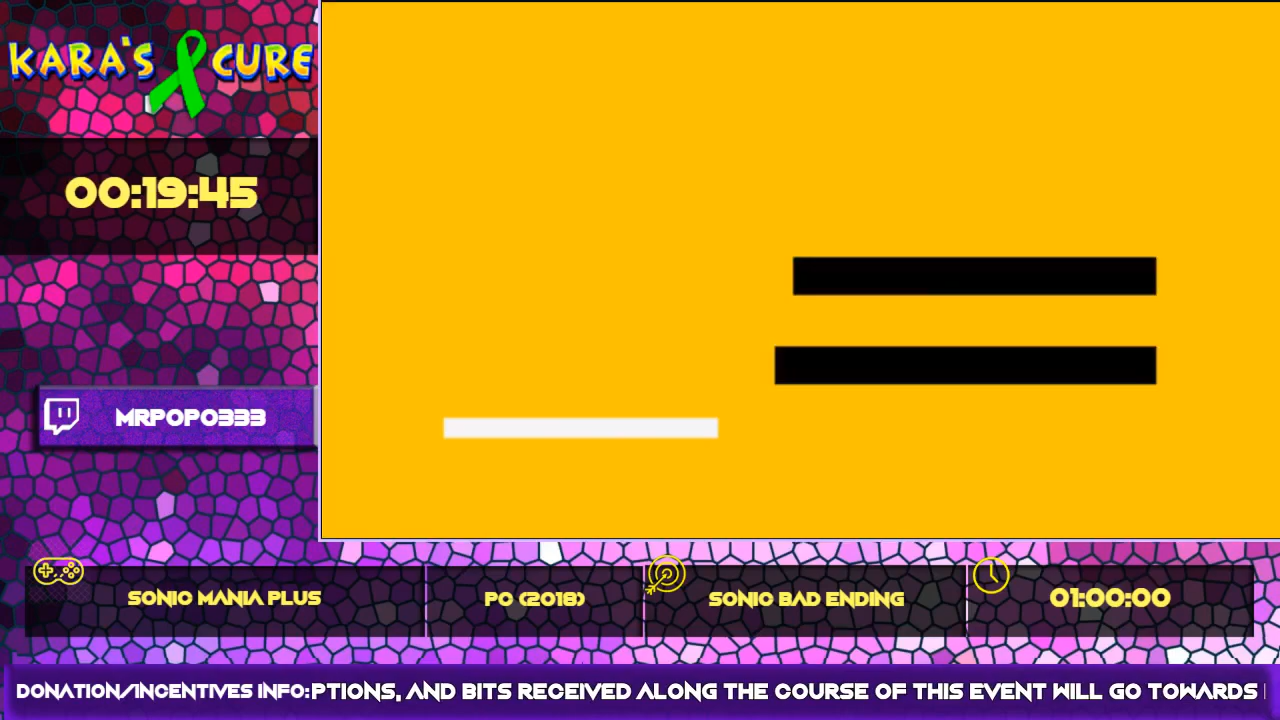 KARA'S CURE
00:19:45
MRPOPO333
SONIC MANIA PLUS
PC (2018)
SONIC BAD ENDING
01:00:00
DONATION/INCENTIVES INFO: PTIONS, AND BITS RECEIVED ALONG THE COURSE OF THIS EVENT WILL GO TOWARDS